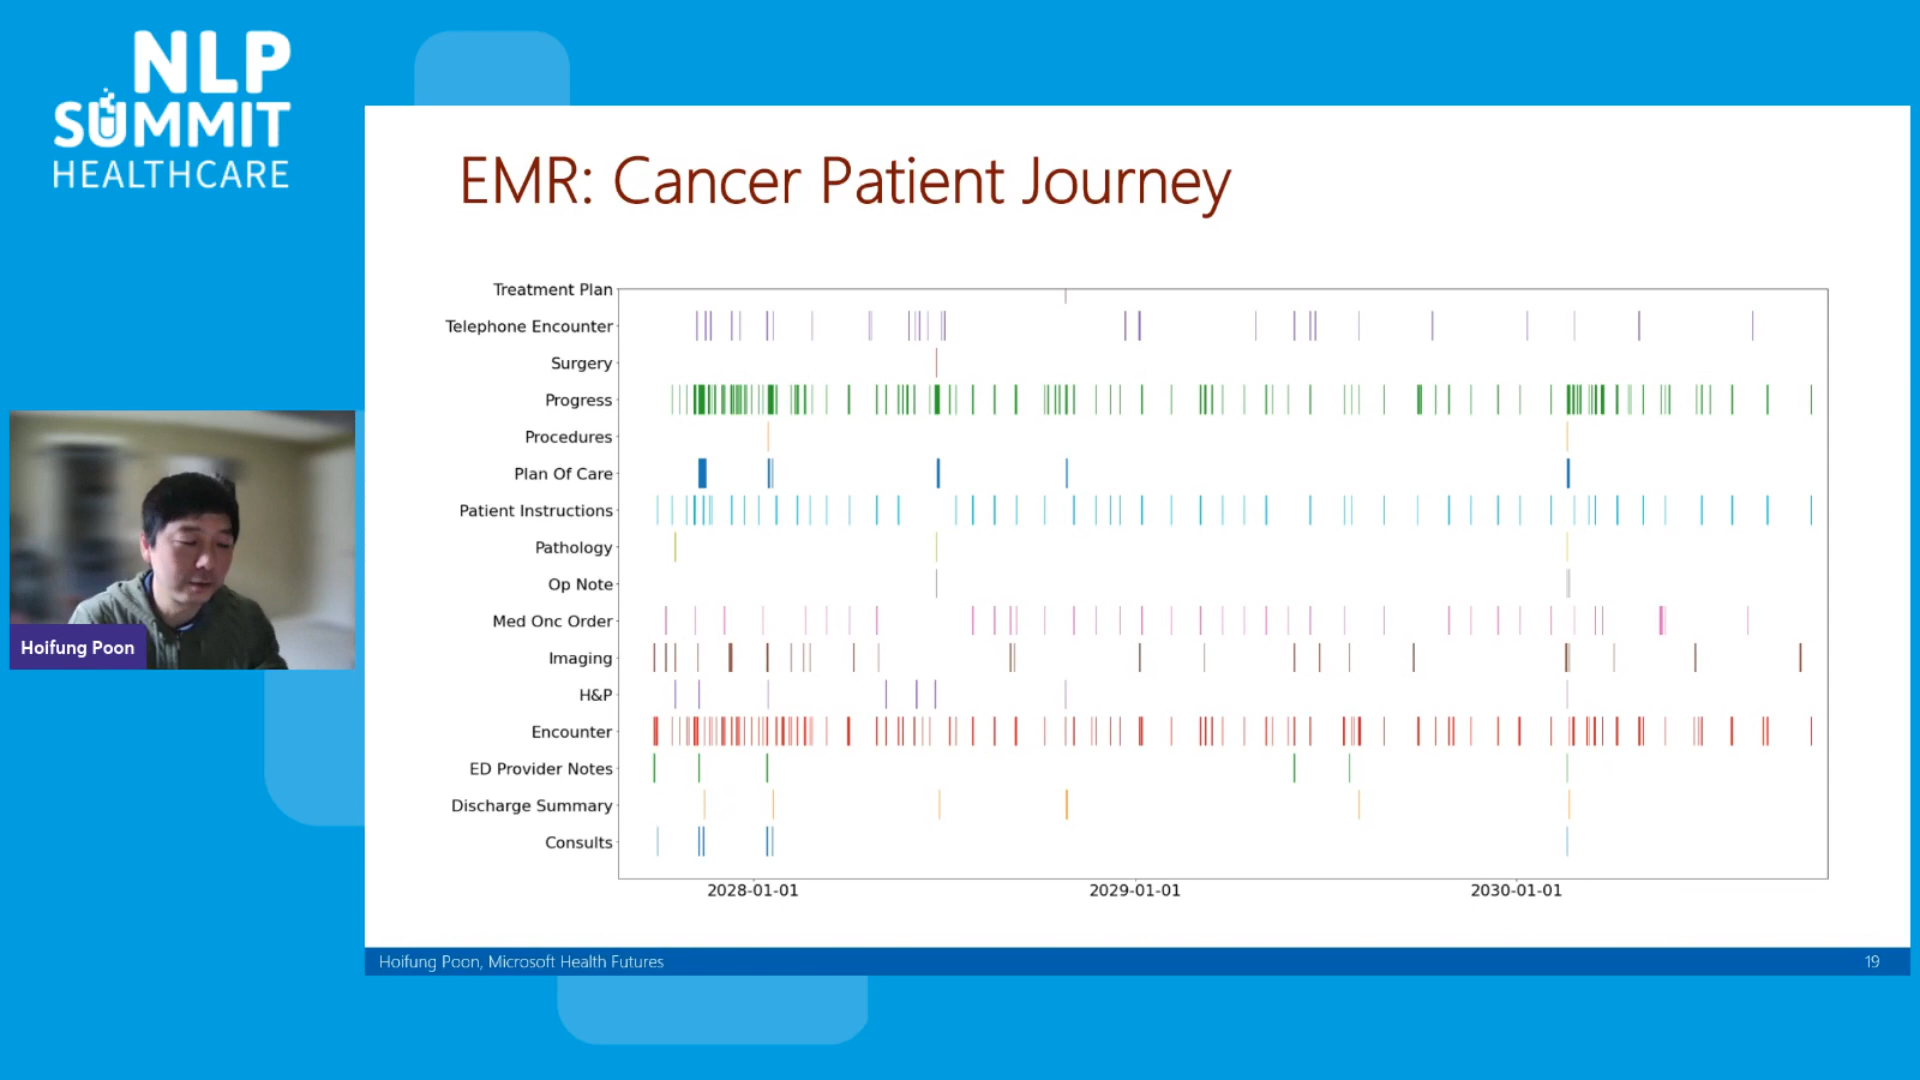 NLP
SUMMIT
HEALTHCARE
EMR: Cancer Patient Journey
Treatment Plan
Telephone Encounter
Surgery
Progress
Procedures
Plan Of Care
Patient Instructions
Pathology
Op Note
Med Onc Order
Imaging
H&P
Encounter
ED Provider Notes
Discharge Summary
Consults
2028-01-01 2029-01-01 2030-01-01
Hoifung Poon
Hoifung Poon, Microsoft Health Futures 19